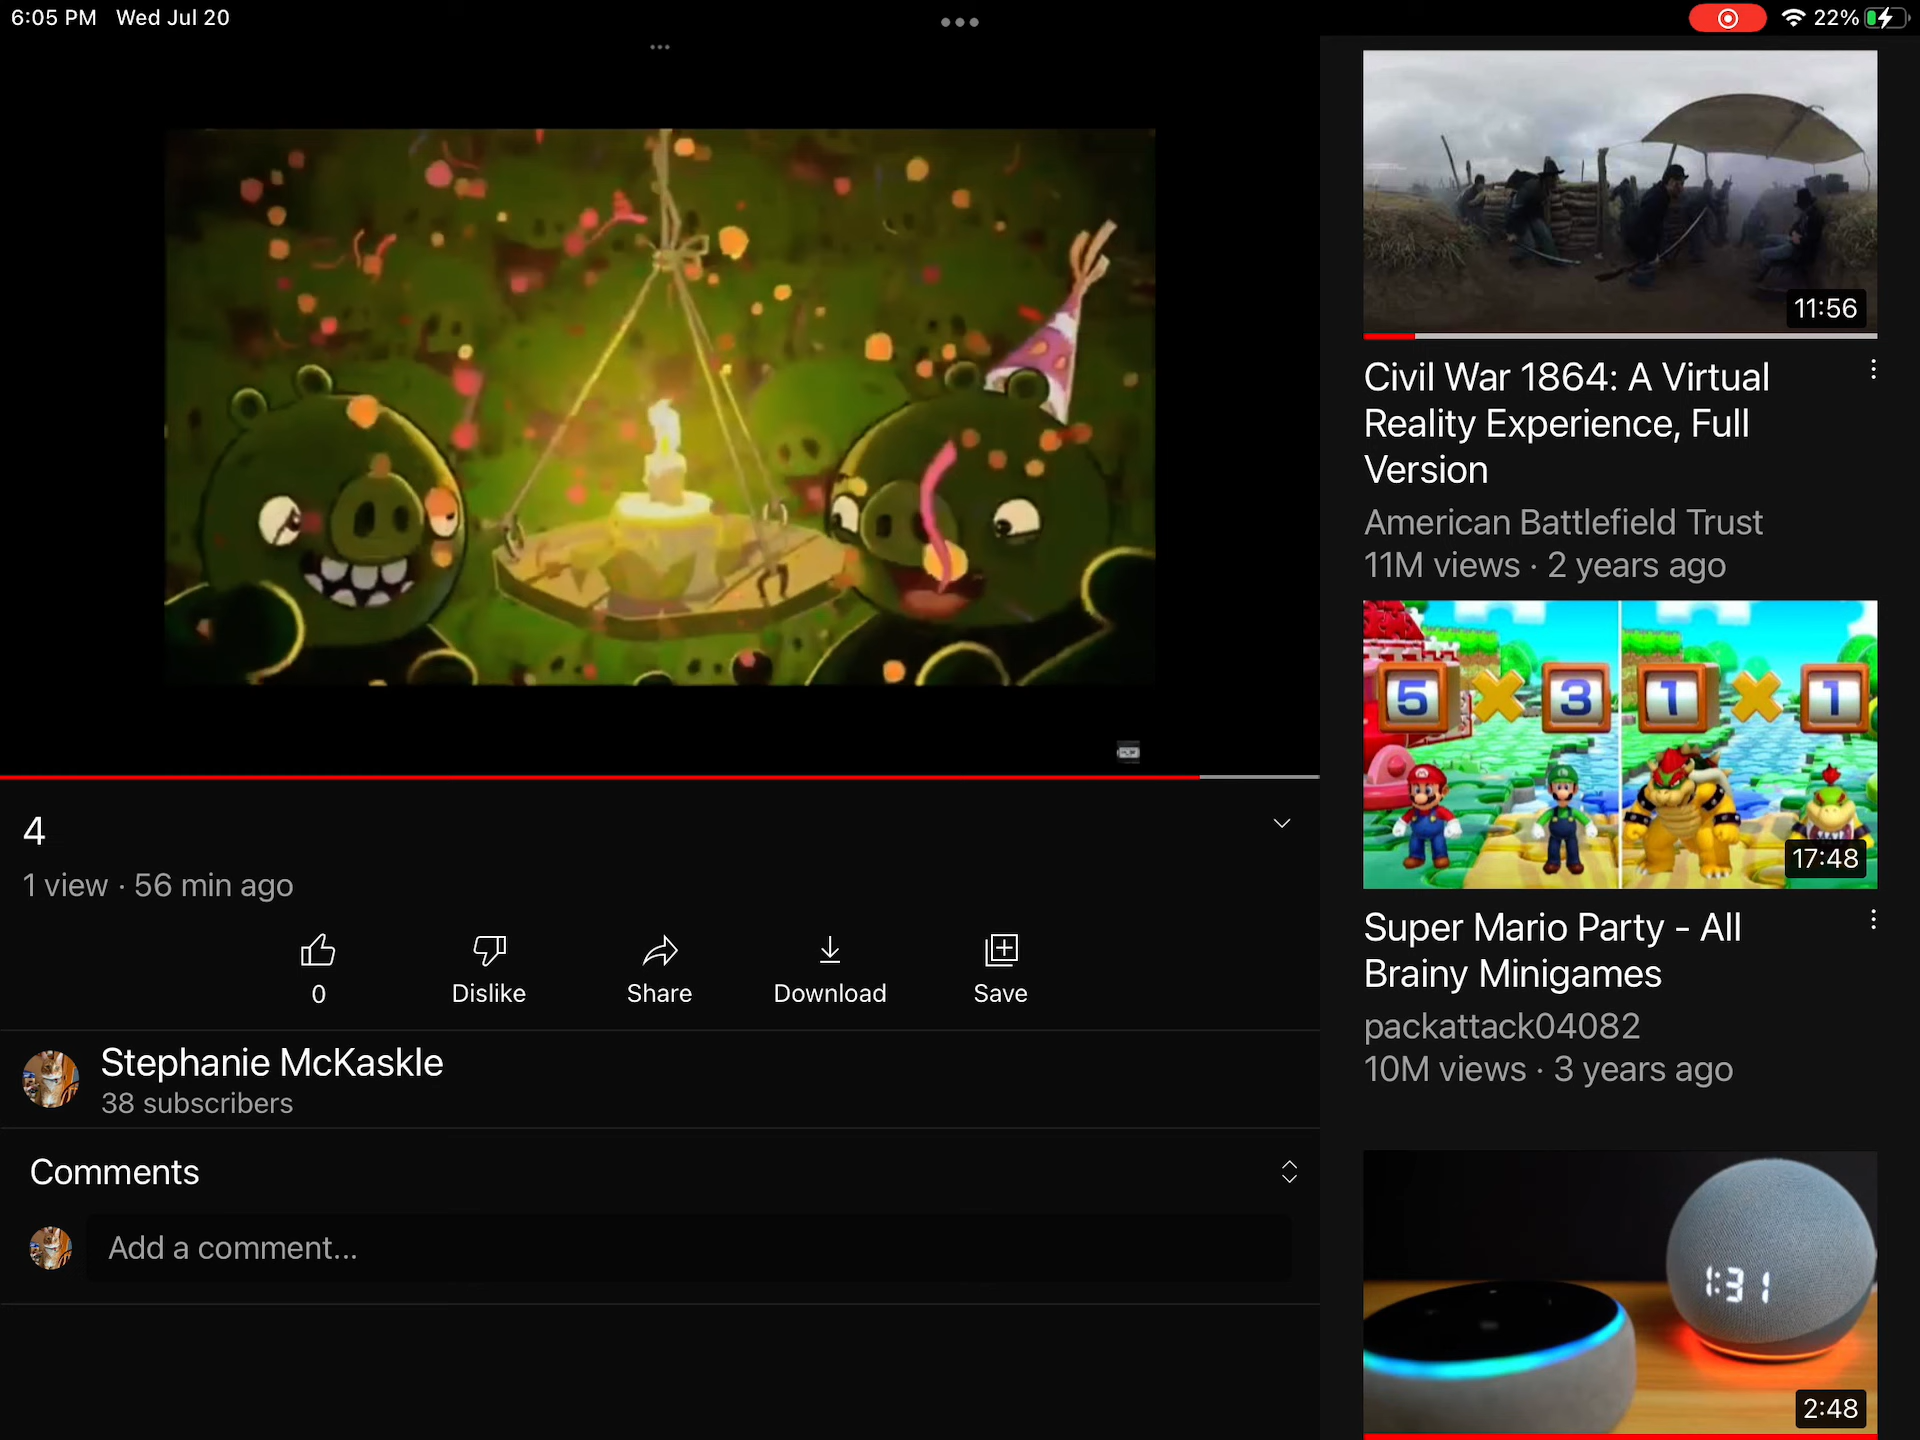 6:05 PM Wed Jul 20
22%
4
1 view · 56 min ago
0
Dislike
Share
Download
Save
Stephanie McKaskle
38 subscribers
Comments
Add a comment...
11:56
Civil War 1864: A Virtual
Reality Experience, Full
Version
American Battlefield Trust
11M views · 2 years ago
5 × 3 1 × 1
17:48
Super Mario Party - All
Brainy Minigames
packattack04082
10M views · 3 years ago
1:31
2:48